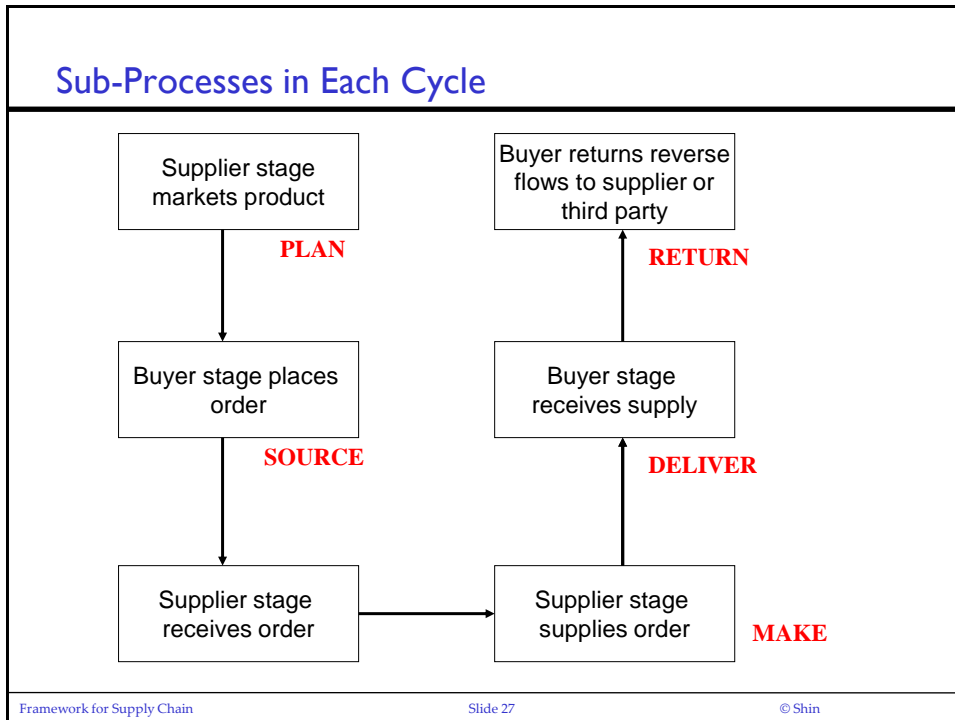 Sub-Processes in Each Cycle
Supplier stage
markets product
PLAN
Buyer stage places
order
SOURCE
Supplier stage
receives order
Supplier stage
supplies order
MAKE
Buyer stage
receives supply
DELIVER
Buyer returns reverse
flows to supplier or
third party
RETURN
Framework for Supply Chain
Slide 27
© Shin